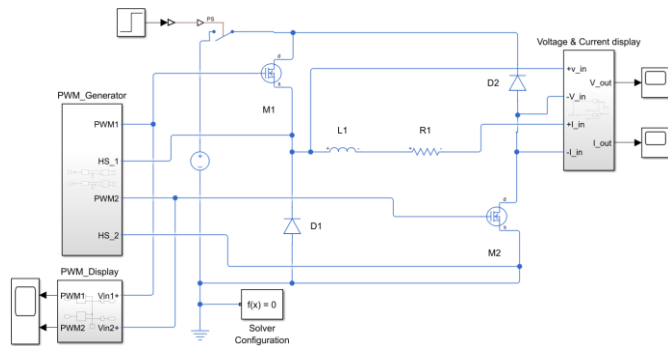 PS
Voltage & Current display
d
s
M1
D2
+v_in
V_out
-V_in
+I_in
I_out
-I_in
PWM_Generator
PWM1
HS_1
PWM2
HS_2
L1
R1
+
-
+
-
D1
d
s
M2
PWM_Display
PWM1
Vin1+
PWM2
Vin2+
f(x) = 0
Solver
Configuration